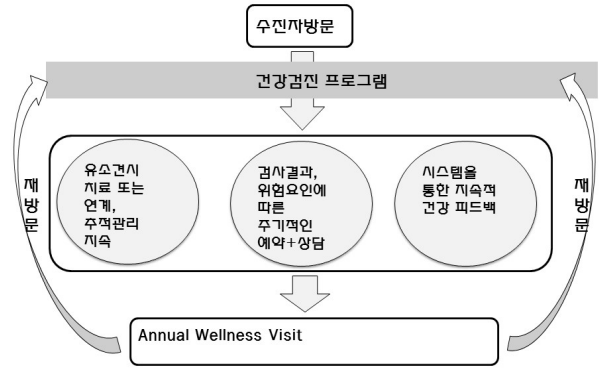 수진자방문
건강검진 프로그램
유소견시
치료 또는
연계,
추적관리
지속
검사결과,
위험요인에
따른
주기적인
예약+상담
시스템을
통한 지속적
건강 피드백
재
방
문
재
방
문
Annual Wellness Visit